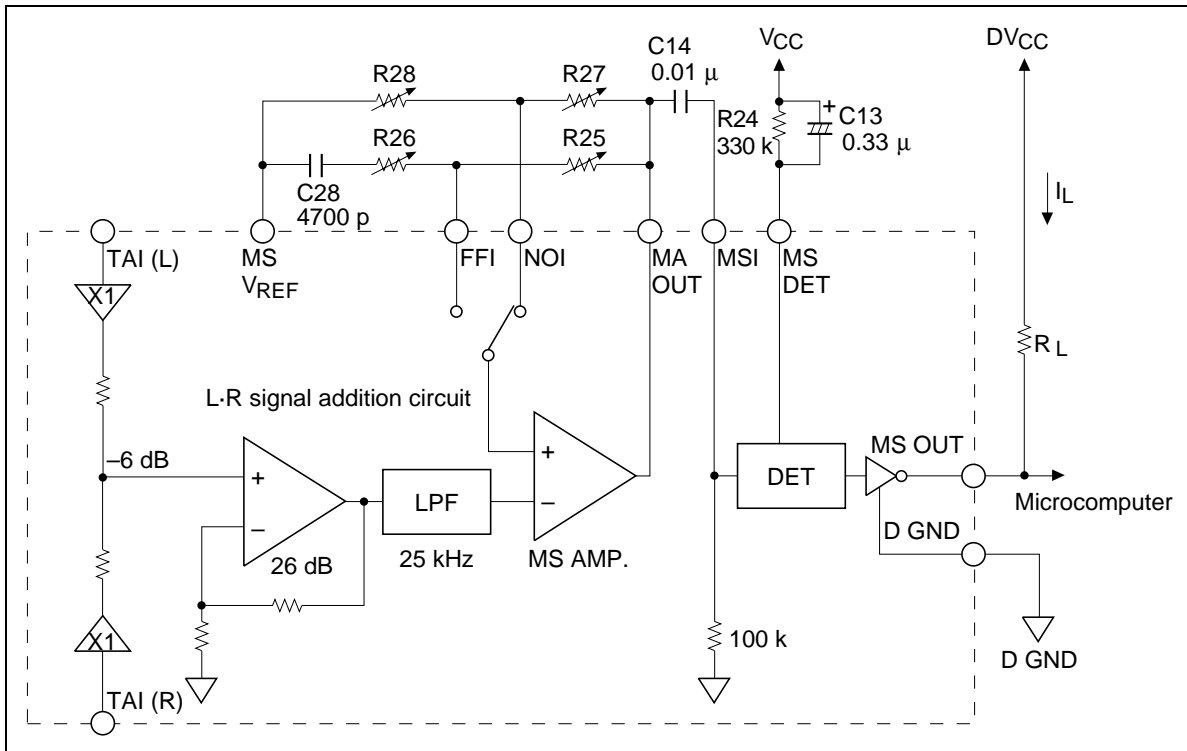 VCC
DVCC
C14
0.01 μ
R28
R27
R24
330 k
+
C13
0.33 μ
R26
R25
C28
4700 p
IL
TAI (L)
MS
VREF
FFI
NOI
MA
OUT
MSI
MS
DET
X1
RL
L·R signal addition circuit
–6 dB
+
–
26 dB
LPF
25 kHz
+
–
MS AMP.
DET
MS OUT
Microcomputer
D GND
X1
100 k
D GND
TAI (R)